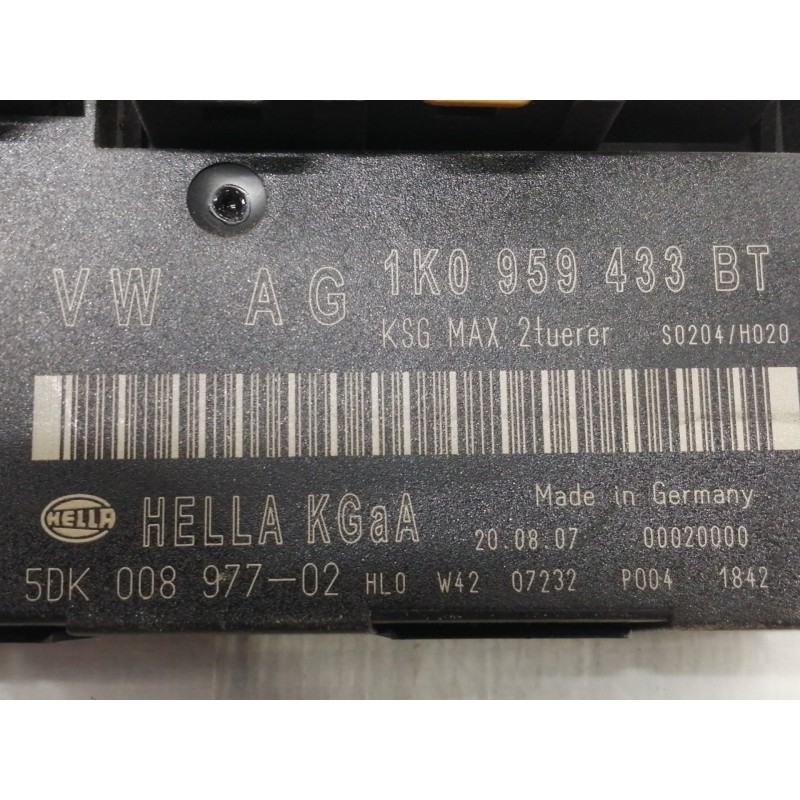 VW AG 1K0 959 433 BT
KSG MAX 2tuerer S0204/H020
HELLA HELLA KGaA Made in Germany
20.08.07 00020000
5DK 008 977-02 HL0 W42 07232 P004 1842